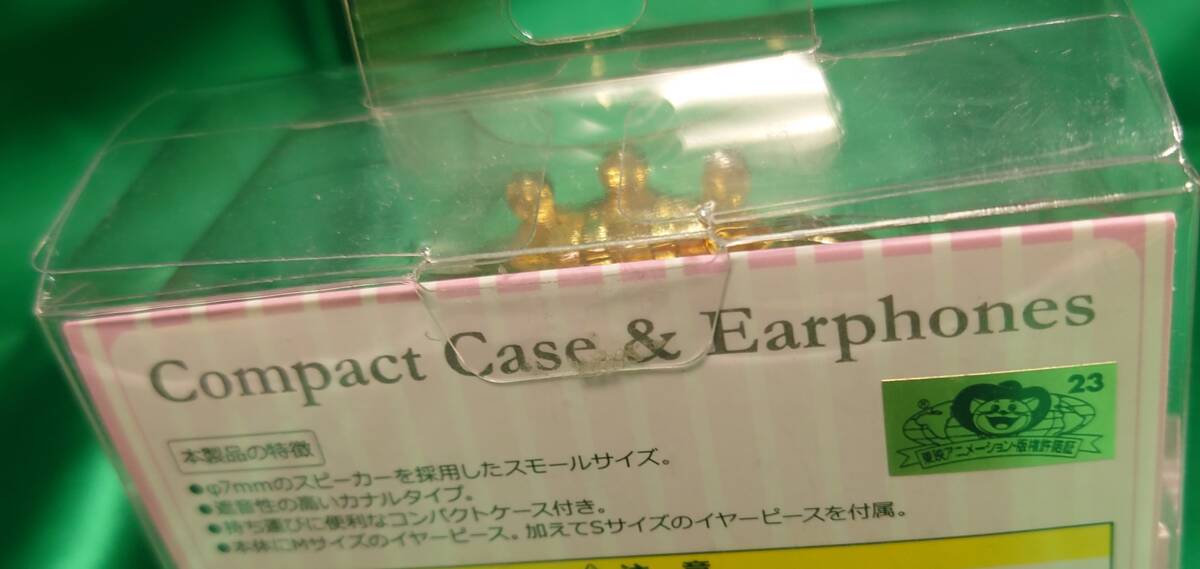 Compact Case & Earphones
23
®
東映アニメーション・版権許諾証
本製品の特徴
●φ7mmのスピーカーを採用したスモールサイズ。
●遮音性の高いカナルタイプ。
●持ち運びに便利なコンパクトケース付き。
●本体にMサイズのイヤーピース。加えてSサイズのイヤーピースを付属。
⚠注意